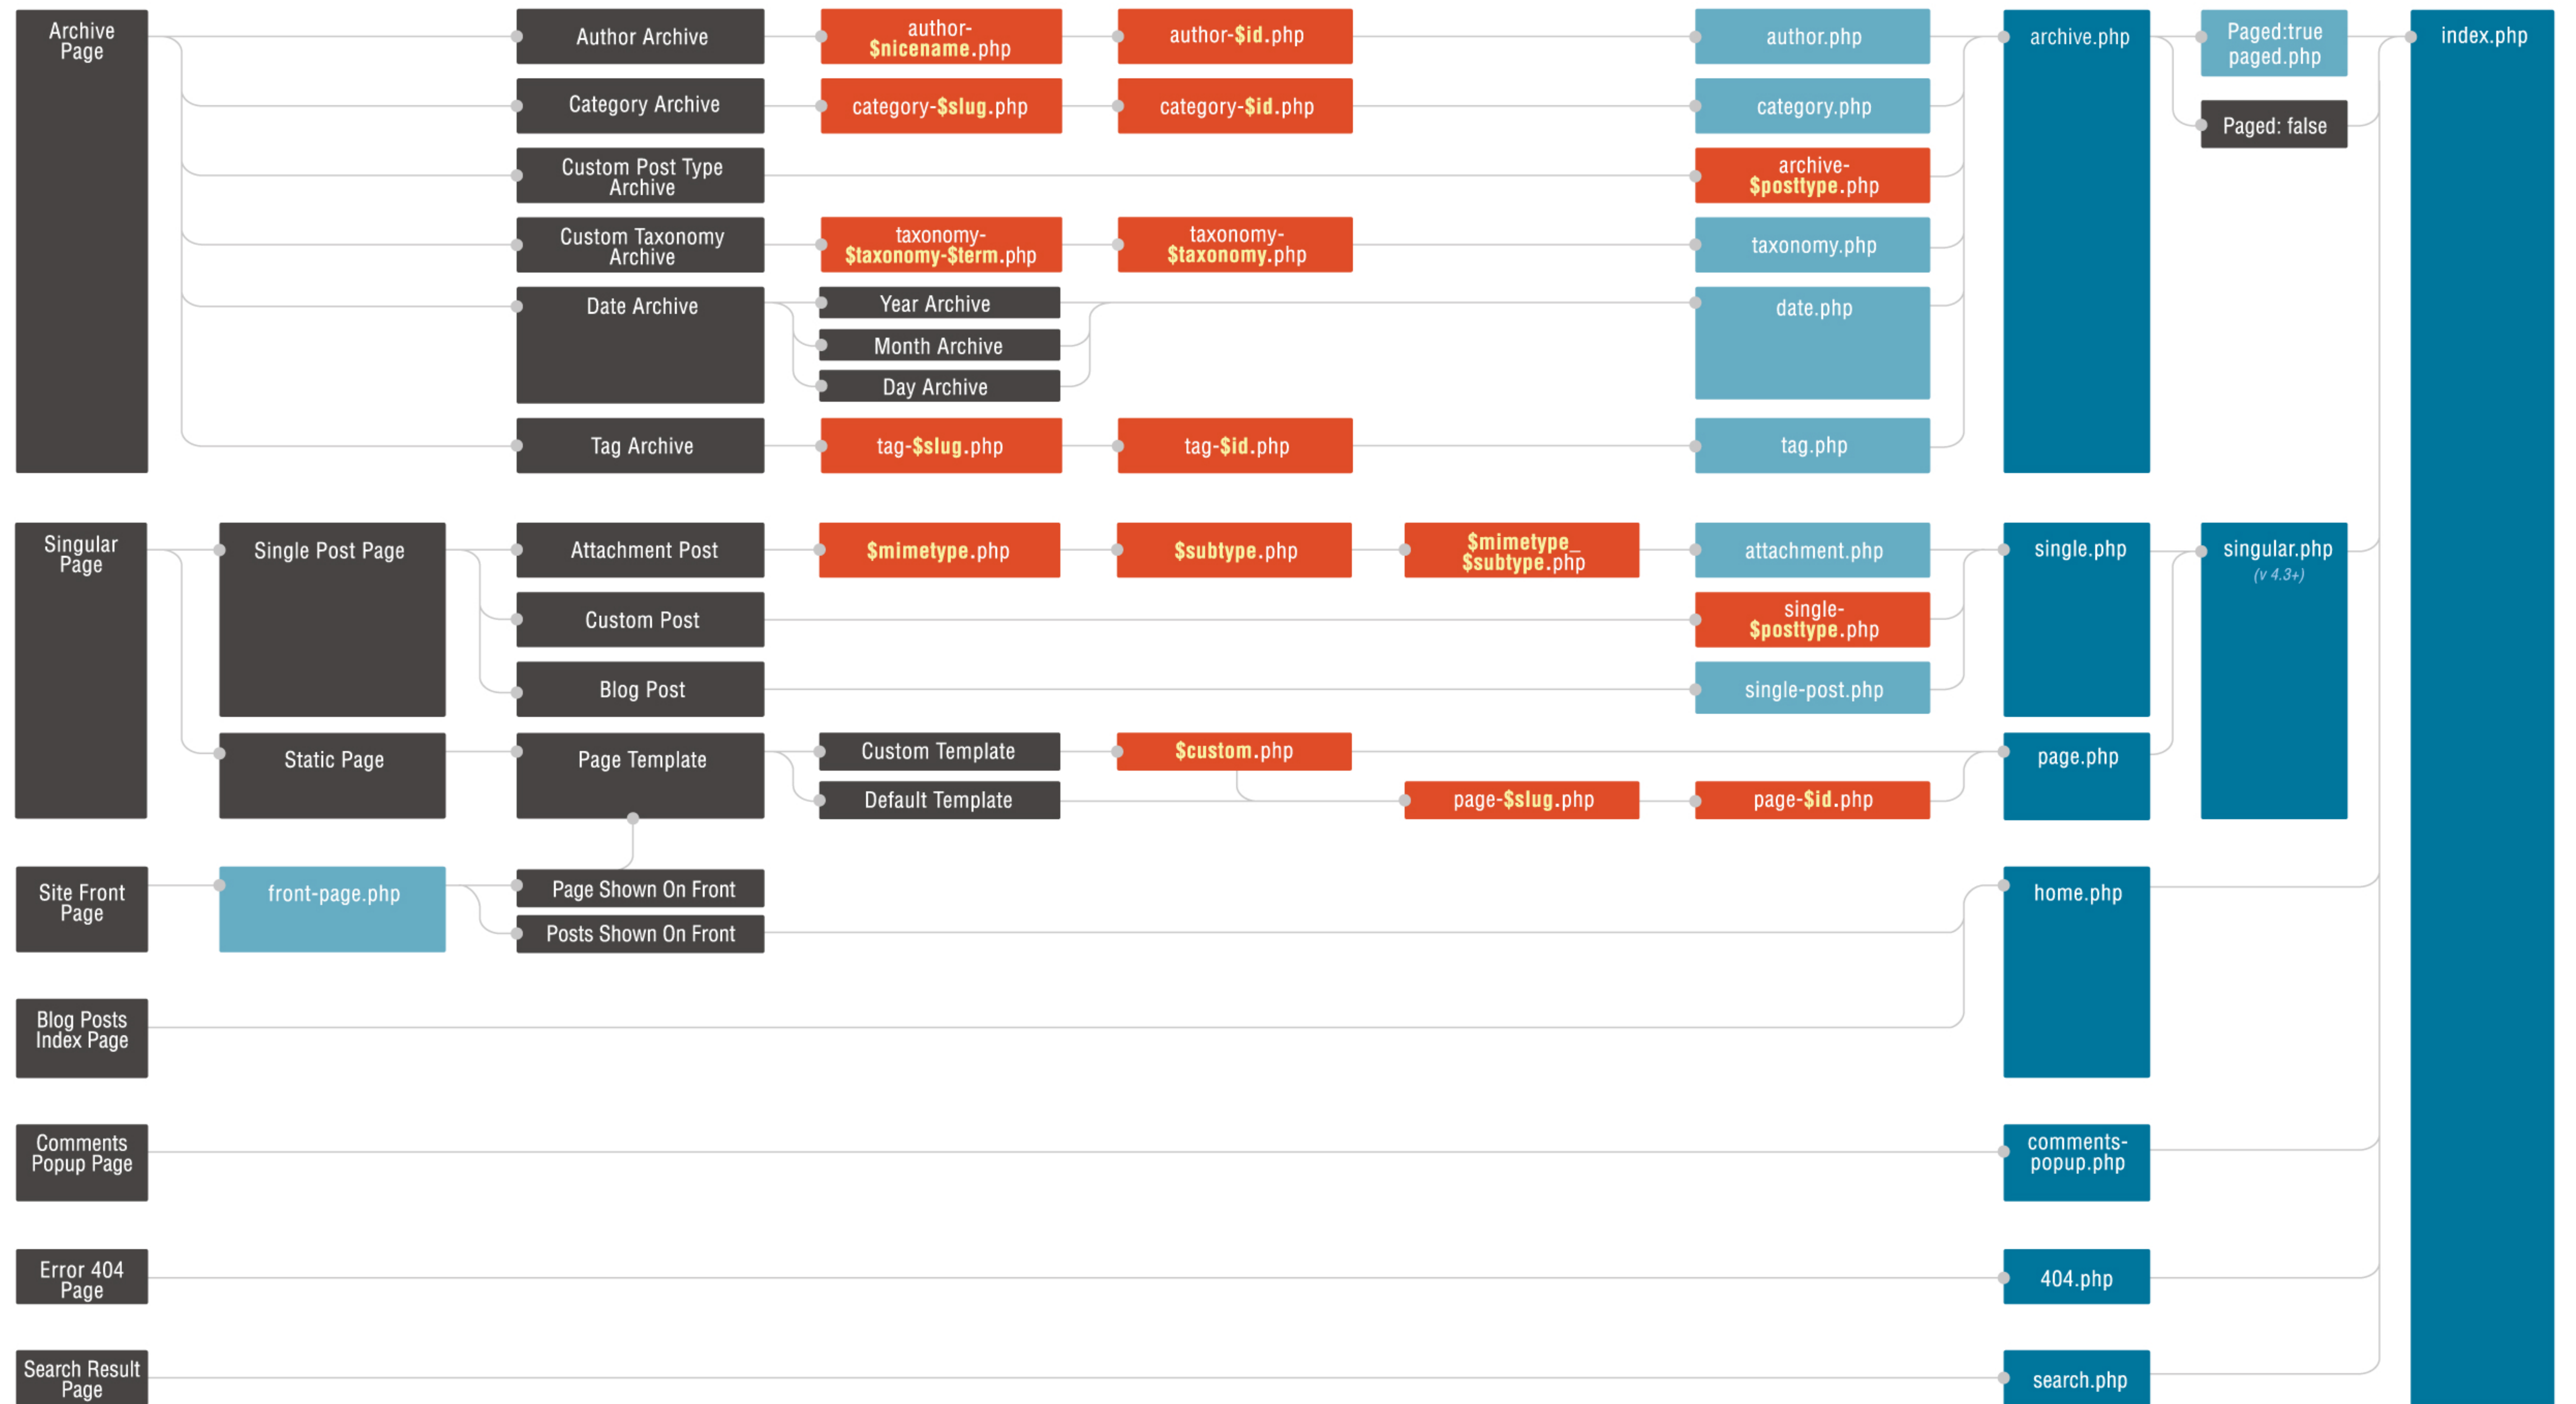 Archive
Page
Author Archive
author-
$nicename.php
author-$id.php
author.php
archive.php
Paged:true
paged.php
index.php
Category Archive
category-$slug.php
category-$id.php
category.php
Paged: false
Custom Post Type
Archive
archive-
$posttype.php
Custom Taxonomy
Archive
taxonomy-
$taxonomy-$term.php
taxonomy-
$taxonomy.php
taxonomy.php
Date Archive
Year Archive
date.php
Month Archive
Day Archive
Tag Archive
tag-$slug.php
tag-$id.php
tag.php
Singular
Page
Single Post Page
Attachment Post
$mimetype.php
$subtype.php
$mimetype_
$subtype.php
attachment.php
single.php
singular.php
(v 4.3+)
Custom Post
single-
$posttype.php
Blog Post
single-post.php
Static Page
Page Template
Custom Template
$custom.php
page.php
Default Template
page-$slug.php
page-$id.php
Site Front
Page
front-page.php
Page Shown On Front
home.php
Posts Shown On Front
Blog Posts
Index Page
Comments
Popup Page
comments-
popup.php
Error 404
Page
404.php
Search Result
Page
search.php